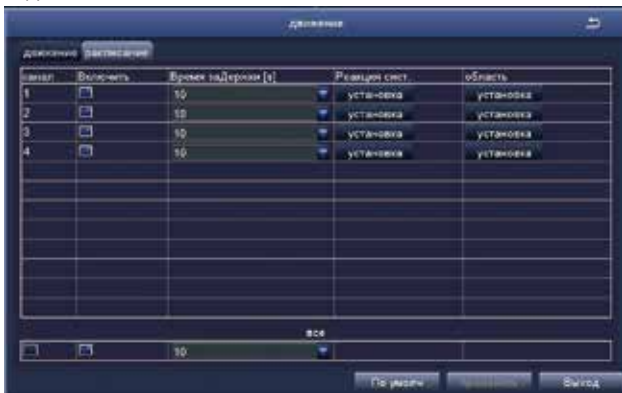 движение
движение расписание
канал Включить Время заДержки [s] Реакция сист. область
1 10 установка установка
2 10 установка установка
3 10 установка установка
4 10 установка установка
все
10
По умолч Выход